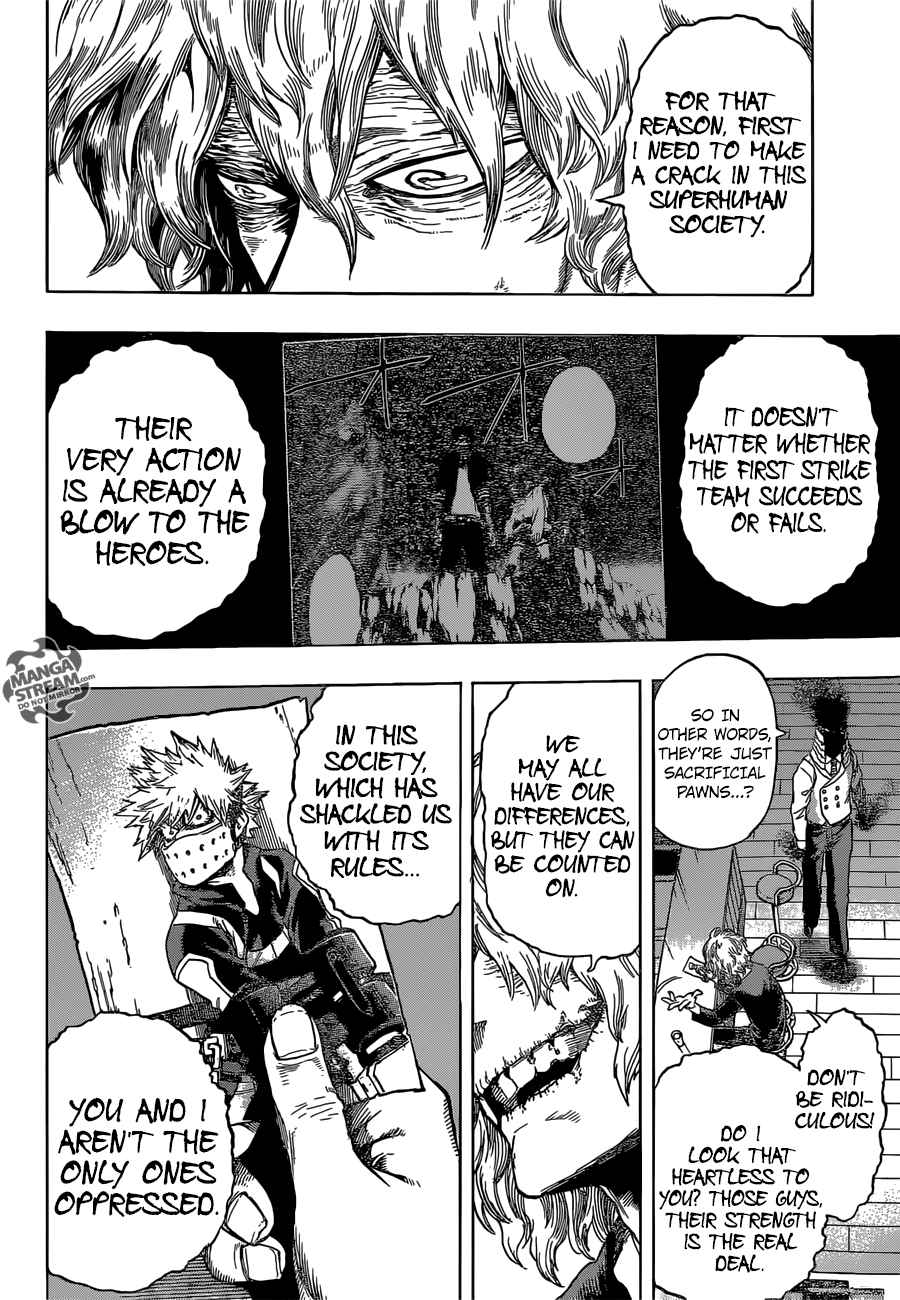 FOR THAT
REASON, FIRST
I NEED TO MAKE
A CRACK IN THIS
SUPERHUMAN
SOCIETY.
IT DOESN'T
MATTER WHETHER
THE FIRST STRIKE
TEAM SUCCEEDS
OR FAILS.
THEIR
VERY ACTION
IS ALREADY A
BLOW TO THE
HEROES.
SO IN
OTHER WORDS,
THEY'RE JUST
SACRIFICIAL
PAWNS...?
DON'T
BE RIDI-
CULOUS!
DO I
LOOK THAT
HEARTLESS TO
YOU? THOSE GUYS,
THEIR STRENGTH
IS THE REAL
DEAL.
WE
MAY ALL
HAVE OUR
DIFFERENCES,
BUT THEY CAN
BE COUNTED
ON.
IN THIS
SOCIETY,
WHICH HAS
SHACKLED US
WITH ITS
RULES...
YOU AND I
AREN'T THE
ONLY ONES
OPPRESSED.
MANGA
STREAM.com
DO NOT MIRROR